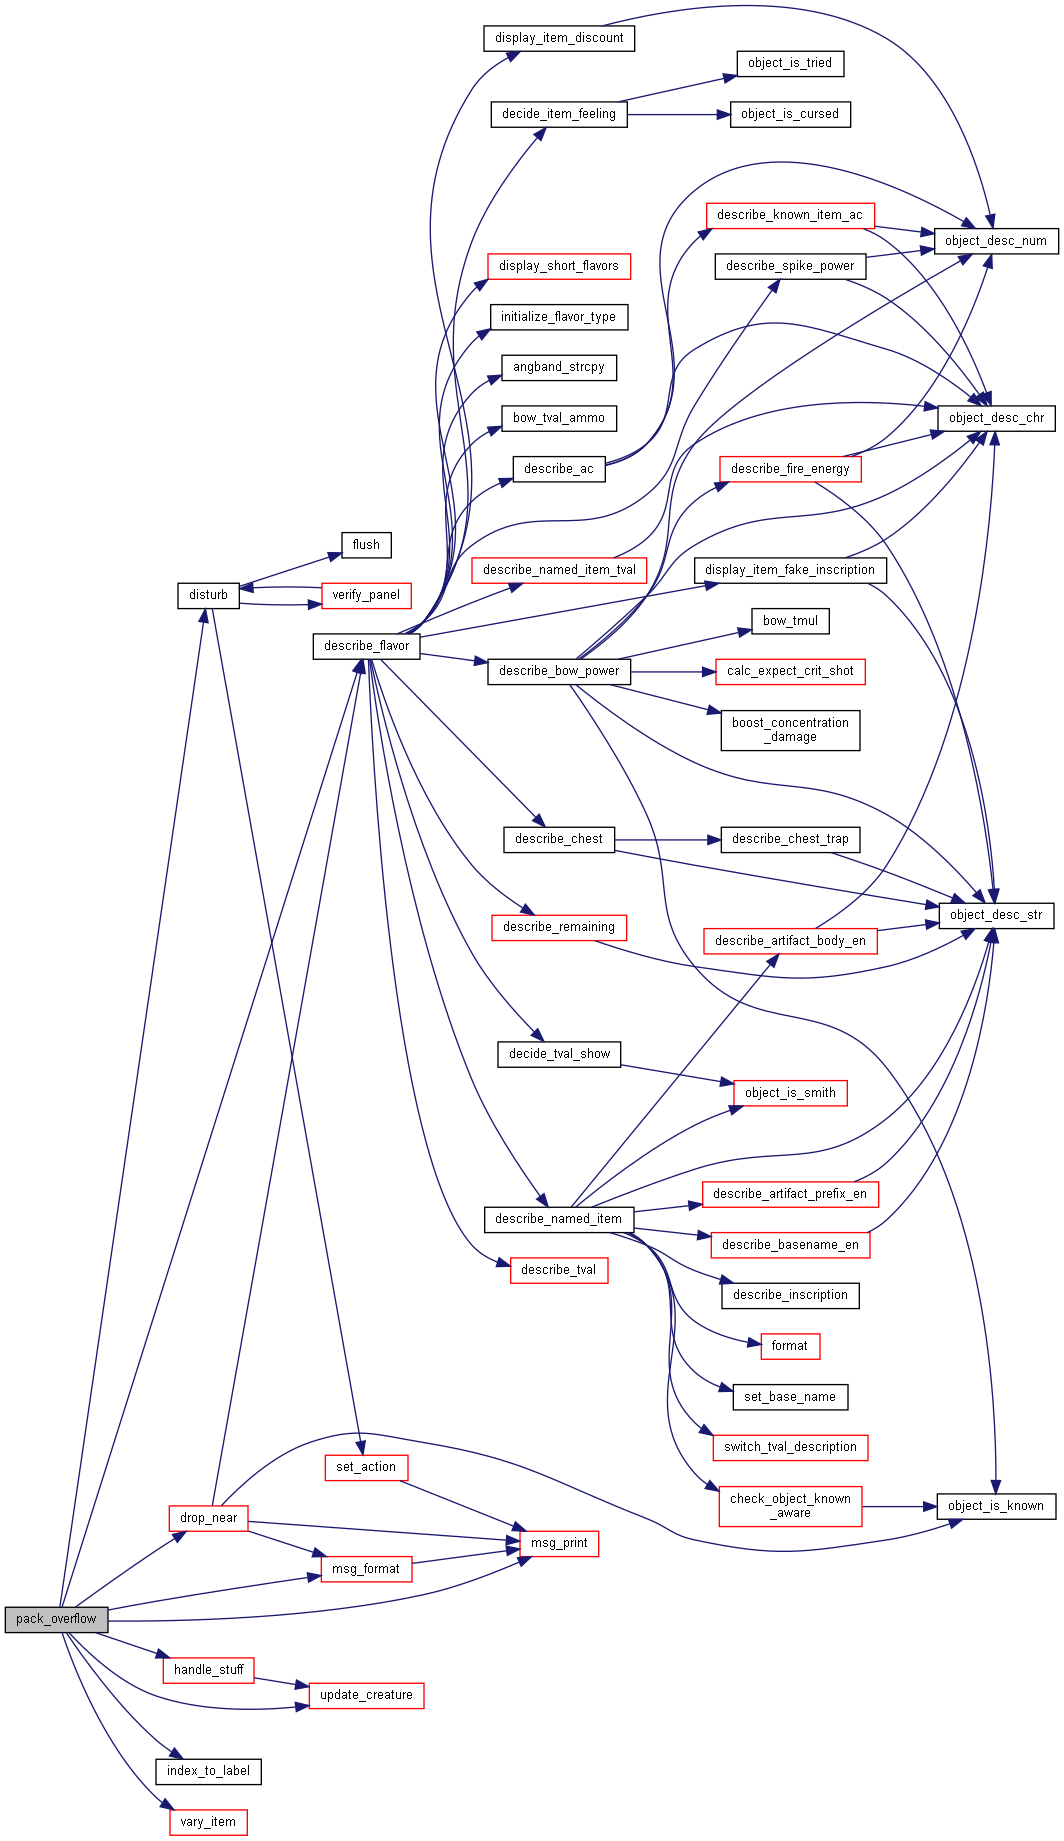 display_item_discount
object_is_tried
decide_item_feeling
object_is_cursed
describe_known_item_ac
object_desc_num
display_short_flavors
describe_spike_power
initialize_flavor_type
angband_strcpy
bow_tval_ammo
object_desc_chr
describe_ac
describe_fire_energy
flush
describe_named_item_tval
display_item_fake_inscription
disturb
verify_panel
bow_tmul
describe_flavor
describe_bow_power
calc_expect_crit_shot
boost_concentration
_damage
describe_chest
describe_chest_trap
object_desc_str
describe_remaining
describe_artifact_body_en
decide_tval_show
object_is_smith
describe_artifact_prefix_en
describe_named_item
describe_basename_en
describe_tval
describe_inscription
format
set_base_name
switch_tval_description
set_action
check_object_known
_aware
object_is_known
drop_near
msg_print
msg_format
pack_overflow
handle_stuff
update_creature
index_to_label
vary_item